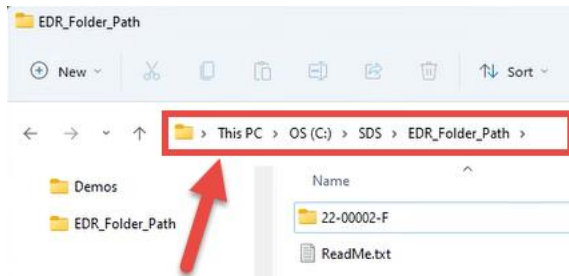 EDR_Folder_Path
New Sort
This PC > OS (C:) > SDS > EDR_Folder_Path >
Demos
EDR_Folder_Path
Name
22-00002-F
ReadMe.txt